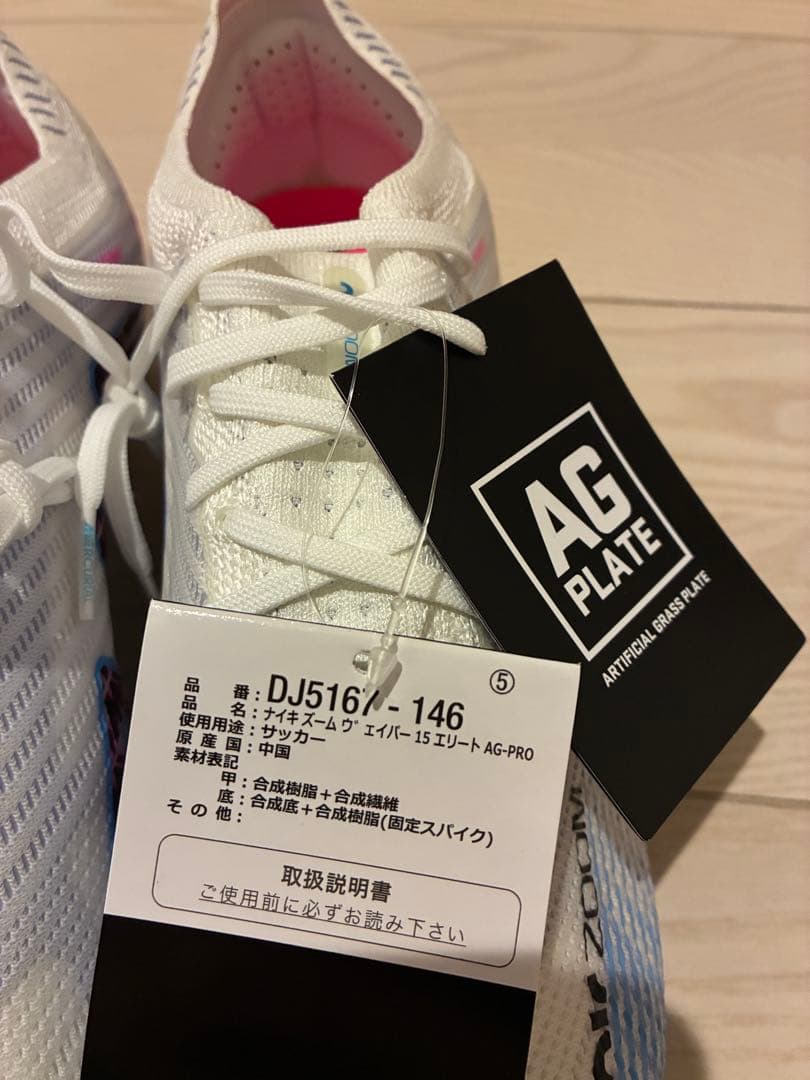 AG
PLATE
ARTIFICIAL GRASS PLATE
⑤
品番：DJ5167-146
品名：ナイキ ズーム ヴェイパー 15 エリート AG-PRO
使用用途：サッカー
原産国：中国
素材表記
甲：合成樹脂＋合成繊維
底：合成底＋合成樹脂(固定スパイク)
その他：
取扱説明書
ご使用前に必ずお読み下さい
ZOOM